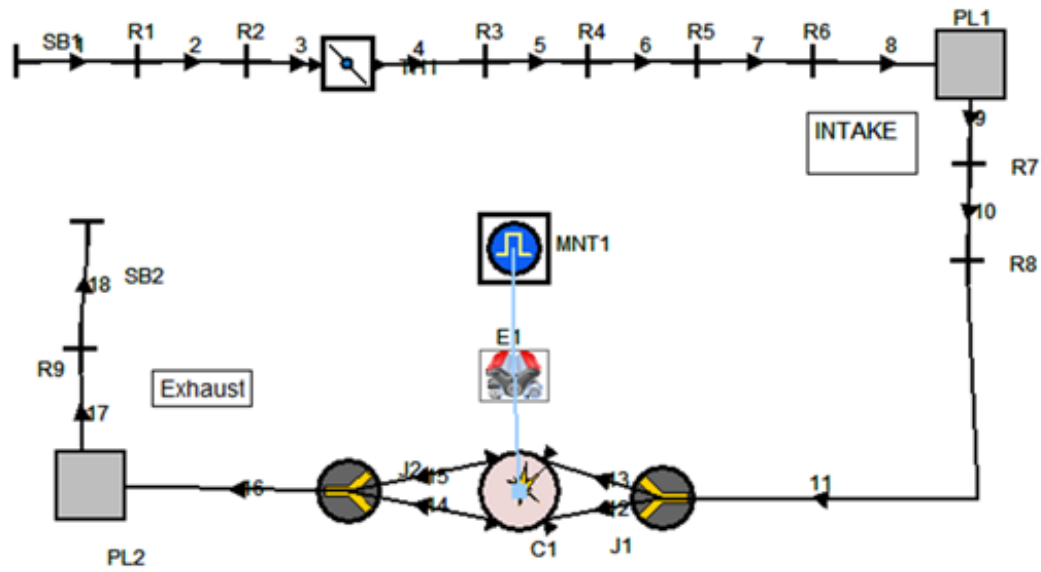 SB1
1
R1
2
R2
3
4
TH1
R3
5
R4
6
R5
7
R6
8
PL1
9
INTAKE
R7
10
R8
MNT1
SB2
18
E1
R9
Exhaust
17
J2
15
13
11
16
14
12
C1
J1
PL2